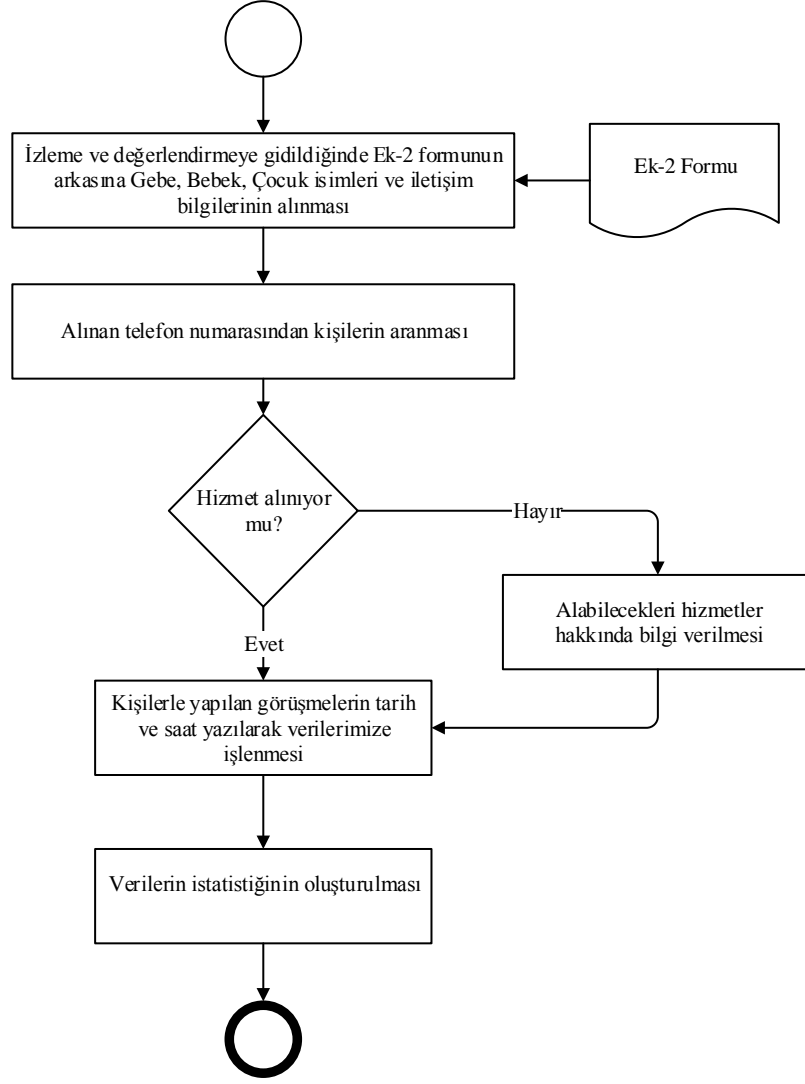 İzleme ve değerlendirmeye gidildiğinde Ek-2 formunun
arkasına Gebe, Bebek, Çocuk isimleri ve iletişim
bilgilerinin alınması
Ek-2 Formu
Alınan telefon numarasından kişilerin aranması
Hizmet alınıyor
mu?
Hayır
Alabilecekleri hizmetler
hakkında bilgi verilmesi
Evet
Kişilerle yapılan görüşmelerin tarih
ve saat yazılarak verilerimize
işlenmesi
Verilerin istatistiğinin oluşturulması